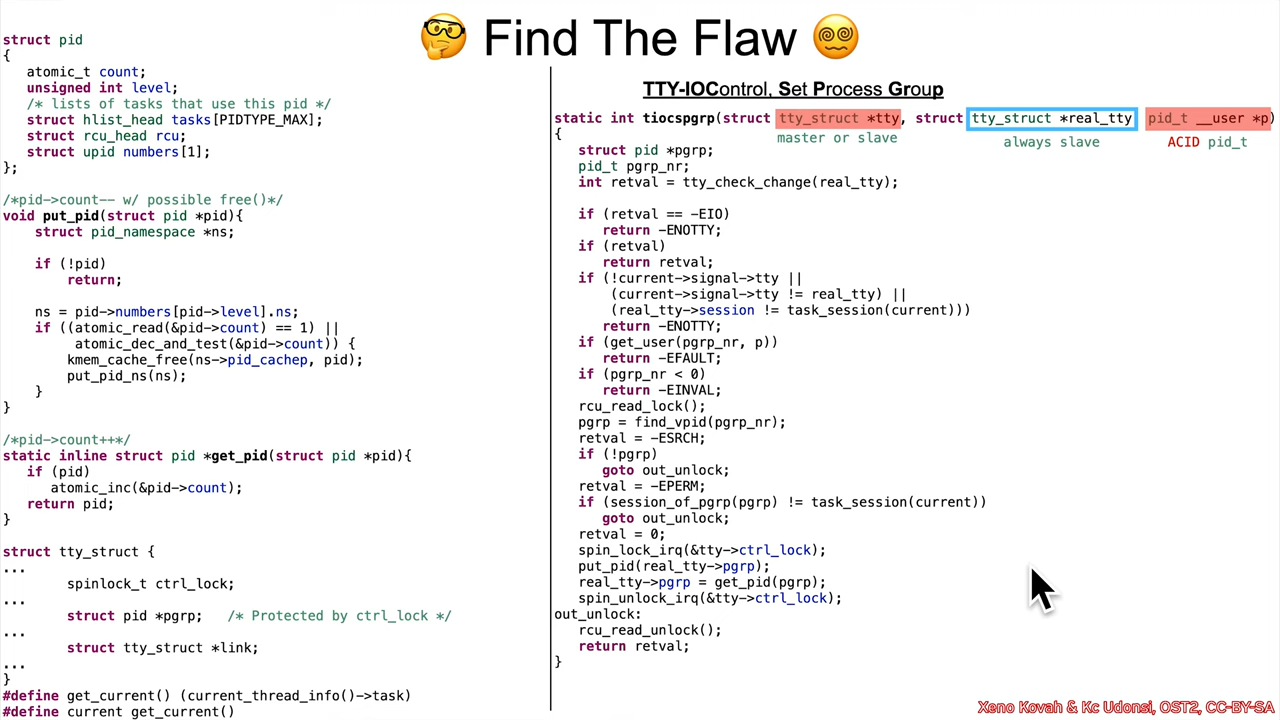 🤓 Find The Flaw 😵‍💫
struct pid
{
   atomic_t count;
   unsigned int level;
   /* lists of tasks that use this pid */
   struct hlist_head tasks[PIDTYPE_MAX];
   struct rcu_head rcu;
   struct upid numbers[1];
};
/*pid->count-- w/ possible free()*/
void put_pid(struct pid *pid){
    struct pid_namespace *ns;
    if (!pid)
        return;
    ns = pid->numbers[pid->level].ns;
    if ((atomic_read(&pid->count) == 1) ||
         atomic_dec_and_test(&pid->count)) {
        kmem_cache_free(ns->pid_cachep, pid);
        put_pid_ns(ns);
    }
}
/*pid->count++*/
static inline struct pid *get_pid(struct pid *pid){
   if (pid)
      atomic_inc(&pid->count);
   return pid;
}
struct tty_struct {
...
        spinlock_t ctrl_lock;
...
        struct pid *pgrp;   /* Protected by ctrl_lock */
...
        struct tty_struct *link;
...
}
#define get_current() (current_thread_info()->task)
#define current get_current()
TTY-IOControl, Set Process Group
static int tiocspgrp(struct tty_struct *tty, struct tty_struct *real_tty pid_t __user *p)
master or slave always slave ACID pid_t
{
   struct pid *pgrp;
   pid_t pgrp_nr;
   int retval = tty_check_change(real_tty);
   if (retval == -EIO)
      return -ENOTTY;
   if (retval)
      return retval;
   if (!current->signal->tty ||
       (current->signal->tty != real_tty) ||
       (real_tty->session != task_session(current)))
      return -ENOTTY;
   if (get_user(pgrp_nr, p))
      return -EFAULT;
   if (pgrp_nr < 0)
      return -EINVAL;
   rcu_read_lock();
   pgrp = find_vpid(pgrp_nr);
   retval = -ESRCH;
   if (!pgrp)
      goto out_unlock;
   retval = -EPERM;
   if (session_of_pgrp(pgrp) != task_session(current))
      goto out_unlock;
   retval = 0;
   spin_lock_irq(&tty->ctrl_lock);
   put_pid(real_tty->pgrp);
   real_tty->pgrp = get_pid(pgrp);
   spin_unlock_irq(&tty->ctrl_lock);
out_unlock:
   rcu_read_unlock();
   return retval;
}
Xeno Kovah & Kc Udonsi, OST2, CC-BY-SA